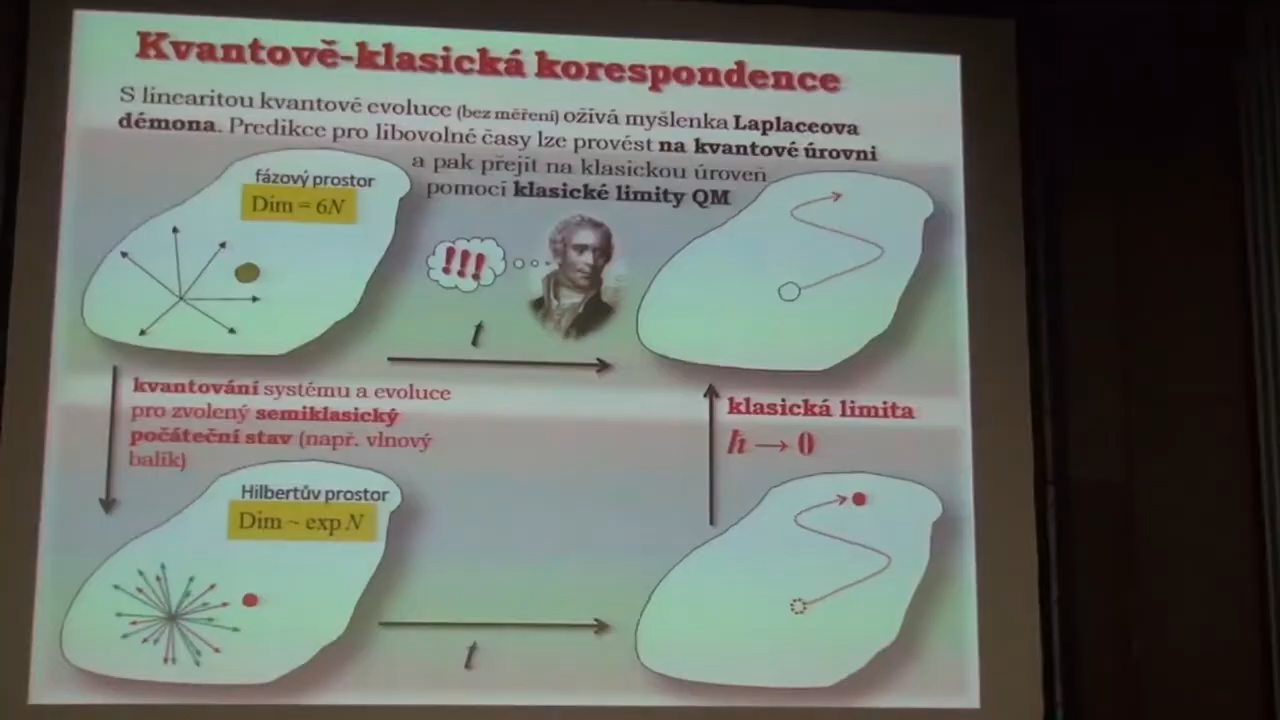 Kvantově-klasická korespondence
S linearitou kvantové evoluce (bez měření) ožívá myšlenka Laplaceova
démona. Predikce pro libovolné časy lze provést na kvantové úrovni
a pak přejít na klasickou úroveň
pomocí klasické limity QM
fázový prostor
Dim = 6N
!!!
t
kvantování systému a evoluce
pro zvolený semiklasický
počáteční stav (např. vlnový
balík)
klasická limita
ħ → 0
Hilbertův prostor
Dim ~ exp N
t